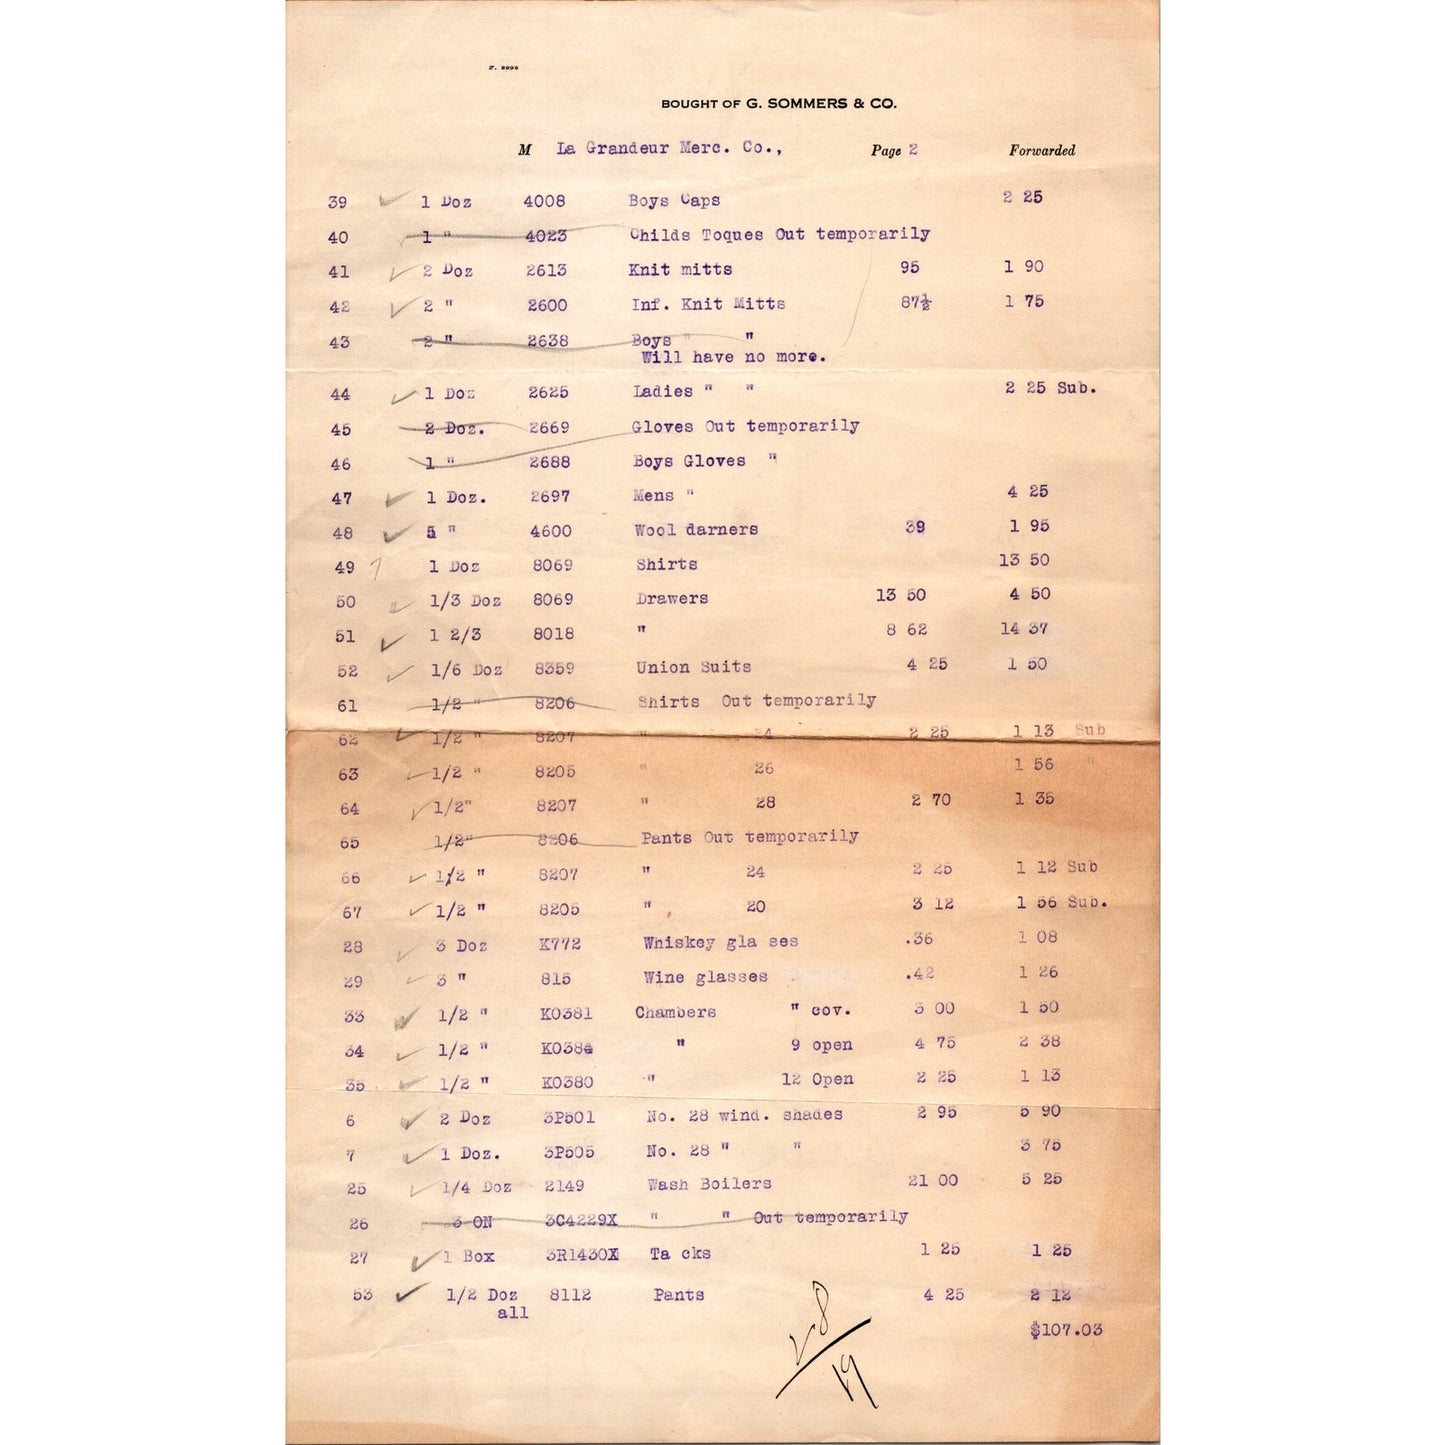 F. 2094
BOUGHT OF G. SOMMERS & CO.
M La Grandeur Merc. Co., Page 2 Forwarded
39 1 Doz 4008 Boys Caps 2 25
40 1 " 4023 Childs Toques Out temporarily
41 2 Doz 2613 Knit mitts 95 1 90
42 2 " 2600 Inf. Knit Mitts 87½ 1 75
43 2 " 2638 Boys " "
Will have no more.
44 1 Doz 2625 Ladies " " 2 25 Sub.
45 2 Doz. 2669 Gloves Out temporarily
46 1 " 2688 Boys Gloves "
47 1 Doz. 2697 Mens " 4 25
48 5 " 4600 Wool darners 39 1 95
49 1 Doz 8069 Shirts 13 50
50 1/3 Doz 8069 Drawers 13 50 4 50
51 1 2/3 8018 " 8 62 14 37
52 1/6 Doz 8359 Union Suits 4 25 1 50
61 1/2 " 8206 Shirts Out temporarily
62 1/2 " 8207 " 24 2 25 1 13 Sub
63 1/2 " 8205 " 26 1 56 "
64 1/2" 8207 " 28 2 70 1 35
65 1/2" 8206 Pants Out temporarily
66 1/2 " 8207 " 24 2 25 1 12 Sub
67 1/2 " 8205 " 20 3 12 1 56 Sub.
28 3 Doz K772 Whiskey gla ses .36 1 08
29 3 " 815 Wine glasses .42 1 26
33 1/2 " K0381 Chambers " cov. 3 00 1 50
34 1/2 " K0384 " 9 open 4 75 2 38
35 1/2 " K0380 " 12 Open 2 25 1 13
6 2 Doz 3P501 No. 28 wind. shades 2 95 5 90
7 1 Doz. 3P505 No. 28 " " 3 75
25 1/4 Doz 2149 Wash Boilers 21 00 5 25
26 3 ON 3C4229X " " Out temporarily
27 1 Box 3R1430X Ta cks 1 25 1 25
53 1/2 Doz 8112 Pants 4 25 2 12
all
$107.03
28/19